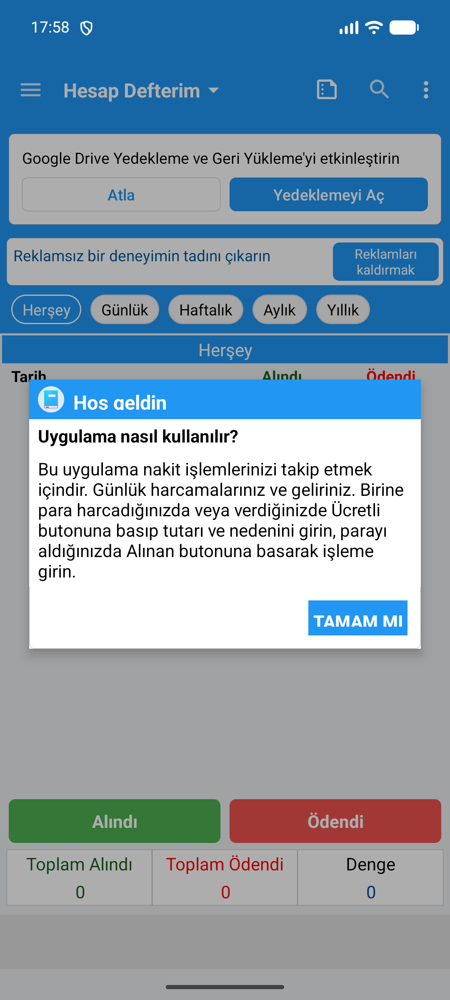 17:58
Hesap Defterim
Google Drive Yedekleme ve Geri Yükleme'yi etkinleştirin
Atla
Yedeklemeyi Aç
Reklamsız bir deneyimin tadını çıkarın
Reklamları
kaldırmak
Herşey
Günlük
Haftalık
Aylık
Yıllık
Herşey
Tarih
Alındı
Ödendi
Hoş geldin
Uygulama nasıl kullanılır?
Bu uygulama nakit işlemlerinizi takip etmek
içindir. Günlük harcamalarınız ve geliriniz. Birine
para harcadığınızda veya verdiğinizde Ücretli
butonuna basıp tutarı ve nedenini girin, parayı
aldığınızda Alınan butonuna basarak işleme
girin.
TAMAM MI
Alındı
Ödendi
Toplam Alındı
Toplam Ödendi
Denge
0
0
0